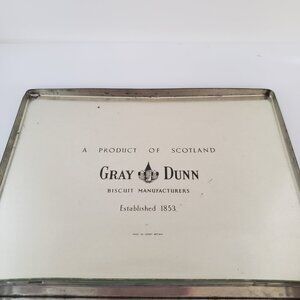 A PRODUCT OF SCOTLAND
GRAY DUNN
BISCUIT MANUFACTURERS
Established 1853.